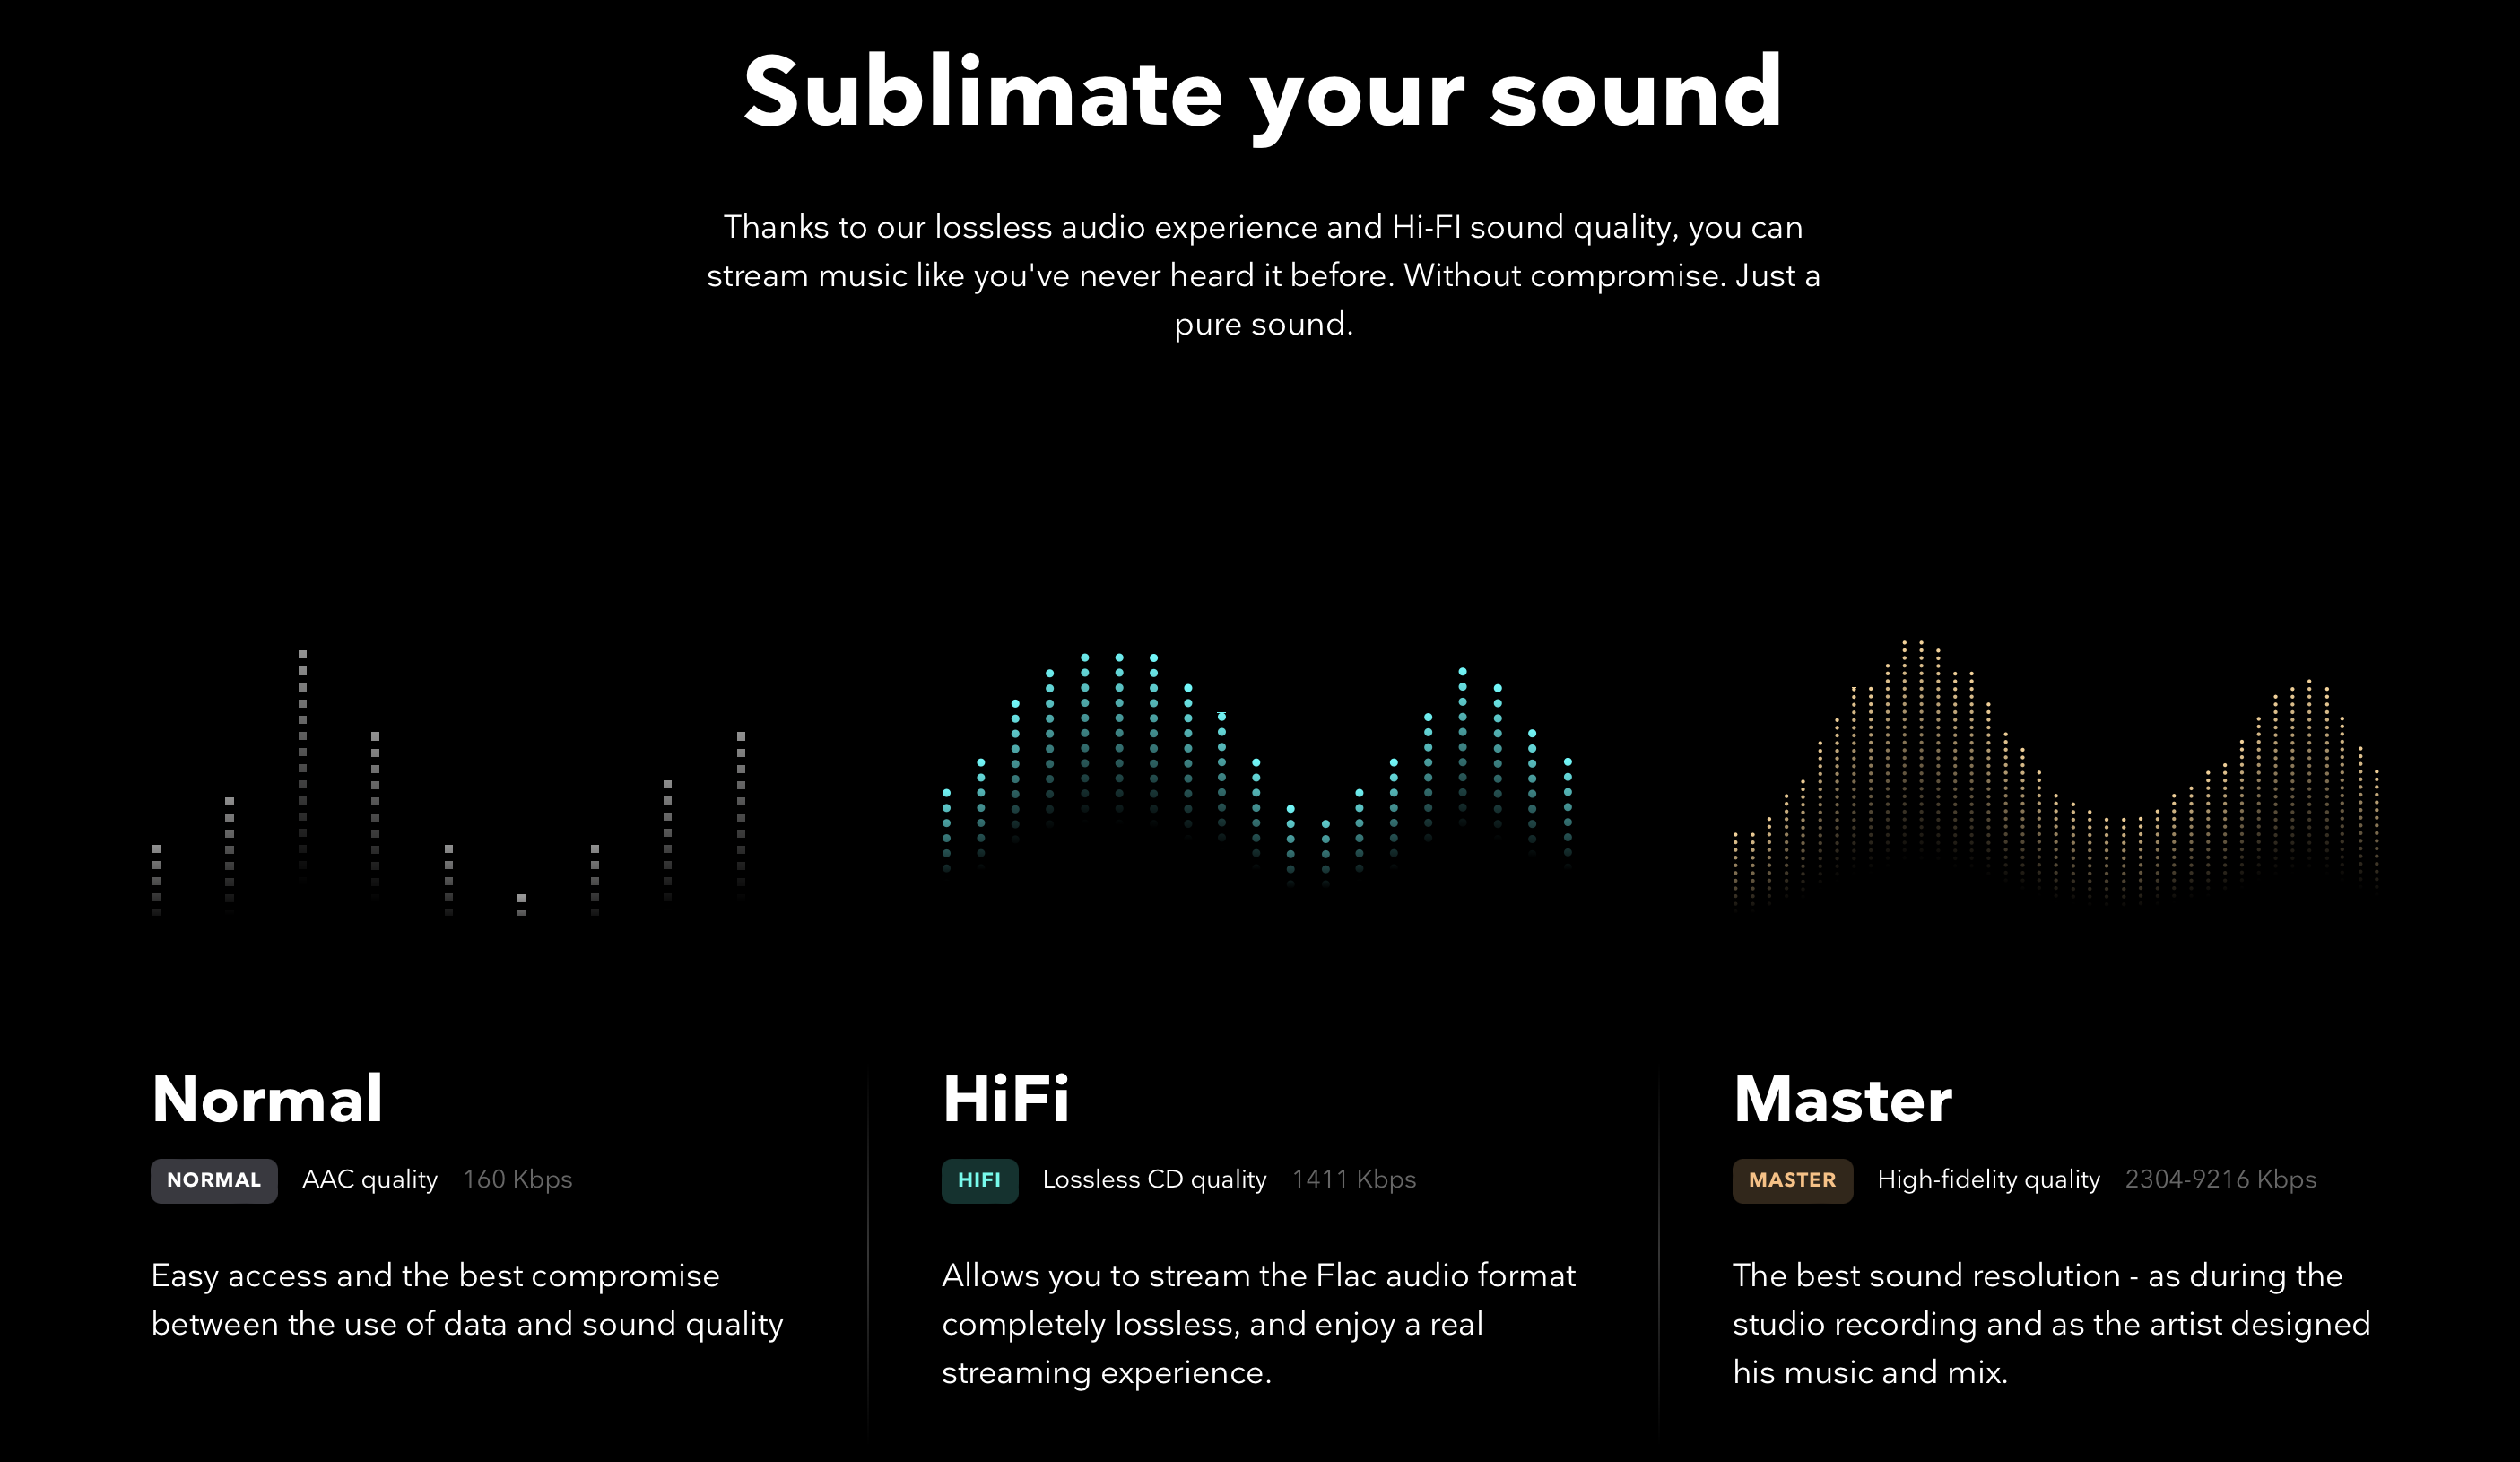 Sublimate your sound
Thanks to our lossless audio experience and Hi-FI sound quality, you can
stream music like you've never heard it before. Without compromise. Just a
pure sound.
Normal
NORMAL AAC quality 160 Kbps
Easy access and the best compromise
between the use of data and sound quality
HiFi
HIFI Lossless CD quality 1411 Kbps
Allows you to stream the Flac audio format
completely lossless, and enjoy a real
streaming experience.
Master
MASTER High-fidelity quality 2304-9216 Kbps
The best sound resolution - as during the
studio recording and as the artist designed
his music and mix.